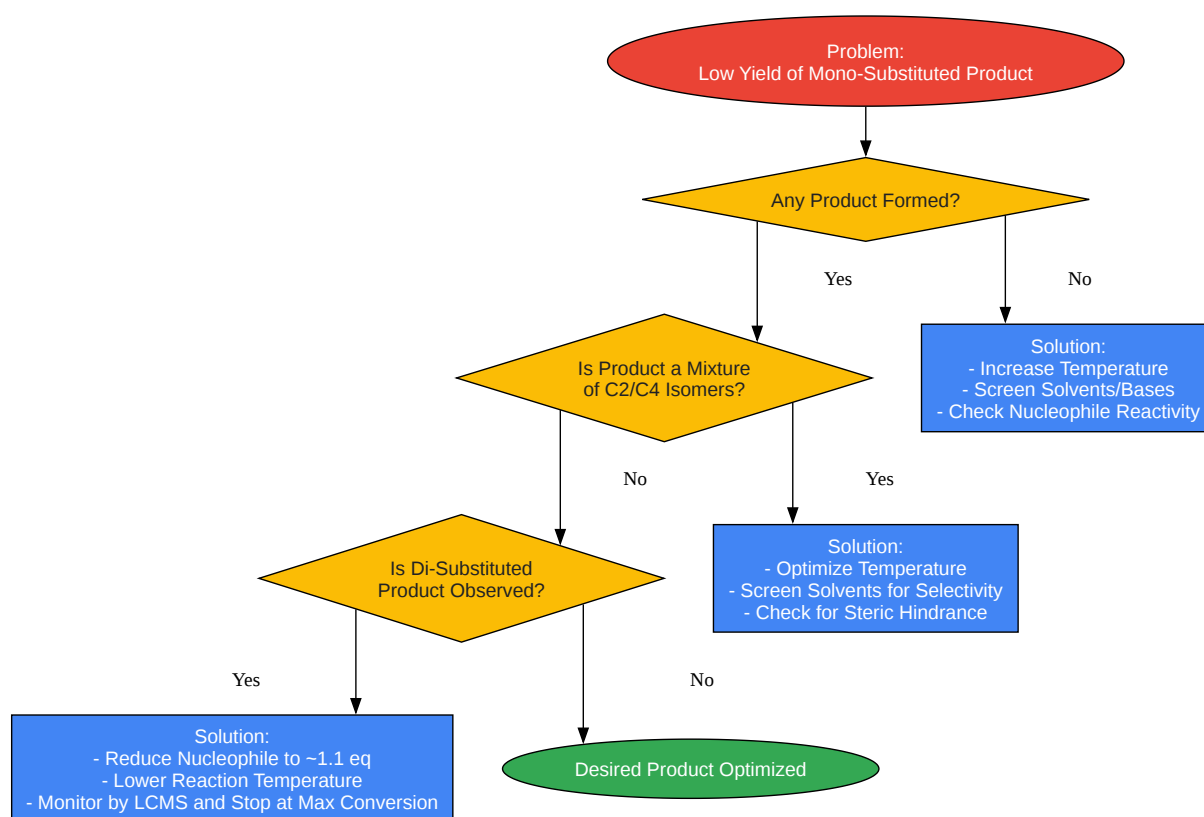 Problem:
Low Yield of Mono-Substituted Product
Any Product Formed?
Yes
No
Solution:
- Increase Temperature
- Screen Solvents/Bases
- Check Nucleophile Reactivity
Is Product a Mixture
of C2/C4 Isomers?
No
Yes
Solution:
- Optimize Temperature
- Screen Solvents for Selectivity
- Check for Steric Hindrance
Is Di-Substituted
Product Observed?
Yes
No
Solution:
- Reduce Nucleophile to ~1.1 eq
- Lower Reaction Temperature
- Monitor by LCMS and Stop at Max Conversion
Desired Product Optimized